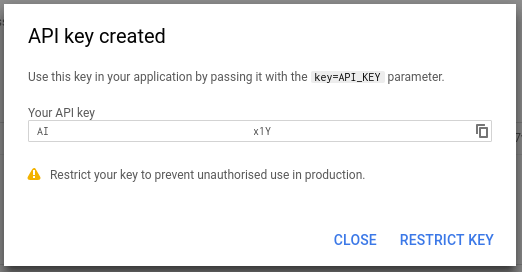 API key created
Use this key in your application by passing it with the key=API_KEY parameter.
Your API key
AI x1Y
Restrict your key to prevent unauthorised use in production.
CLOSE RESTRICT KEY